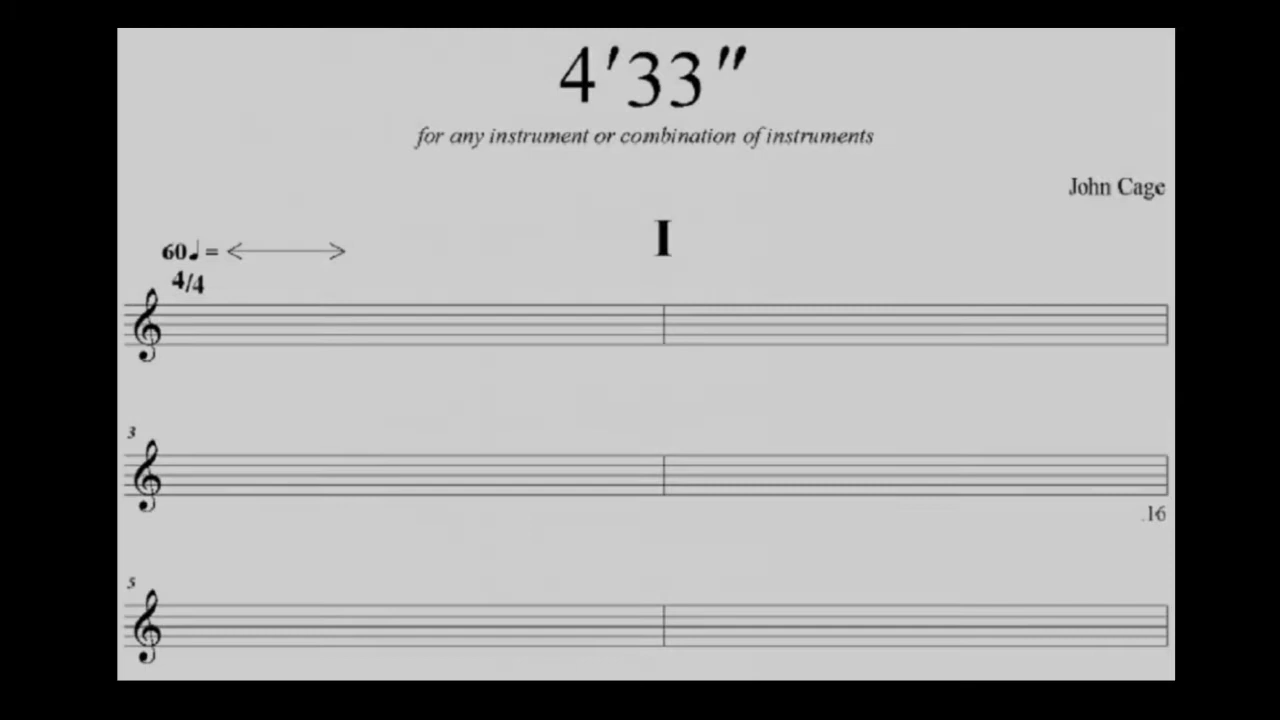 4′33″
for any instrument or combination of instruments
John Cage
I
60♩ =
4/4
3
.16
5